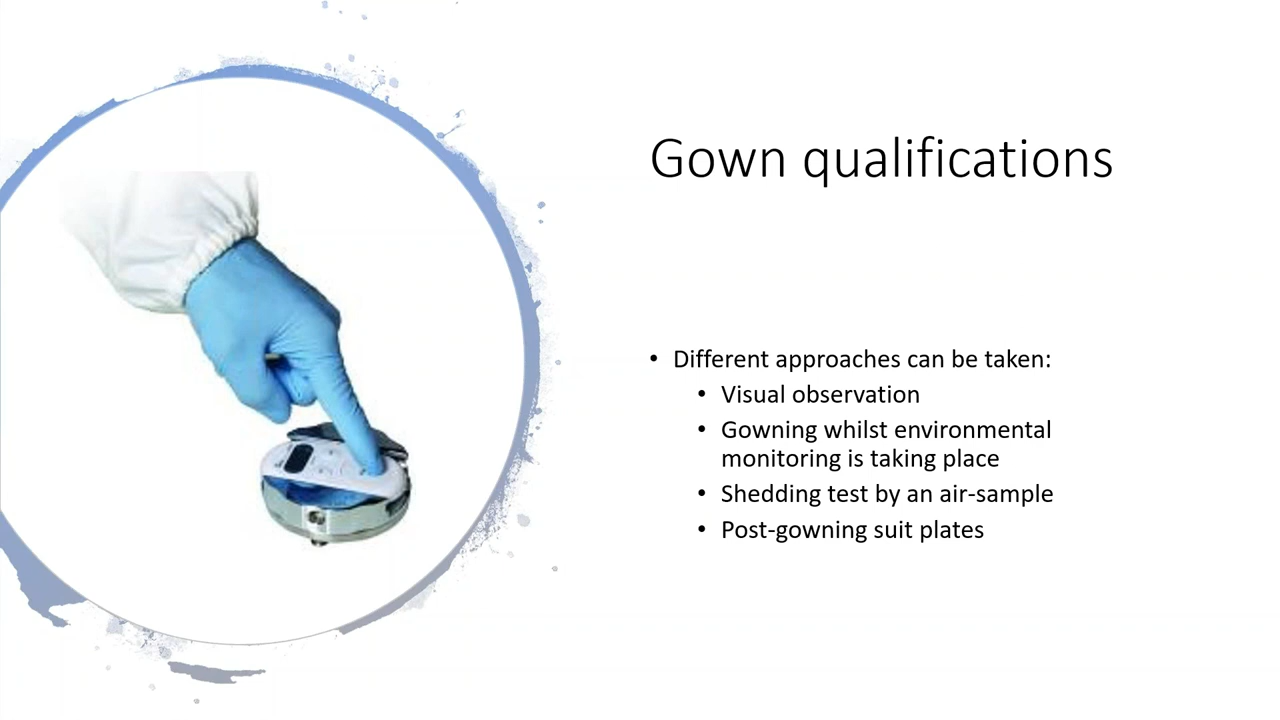 Gown qualifications
• Different approaches can be taken:
• Visual observation
• Gowning whilst environmental
monitoring is taking place
• Shedding test by an air-sample
• Post-gowning suit plates